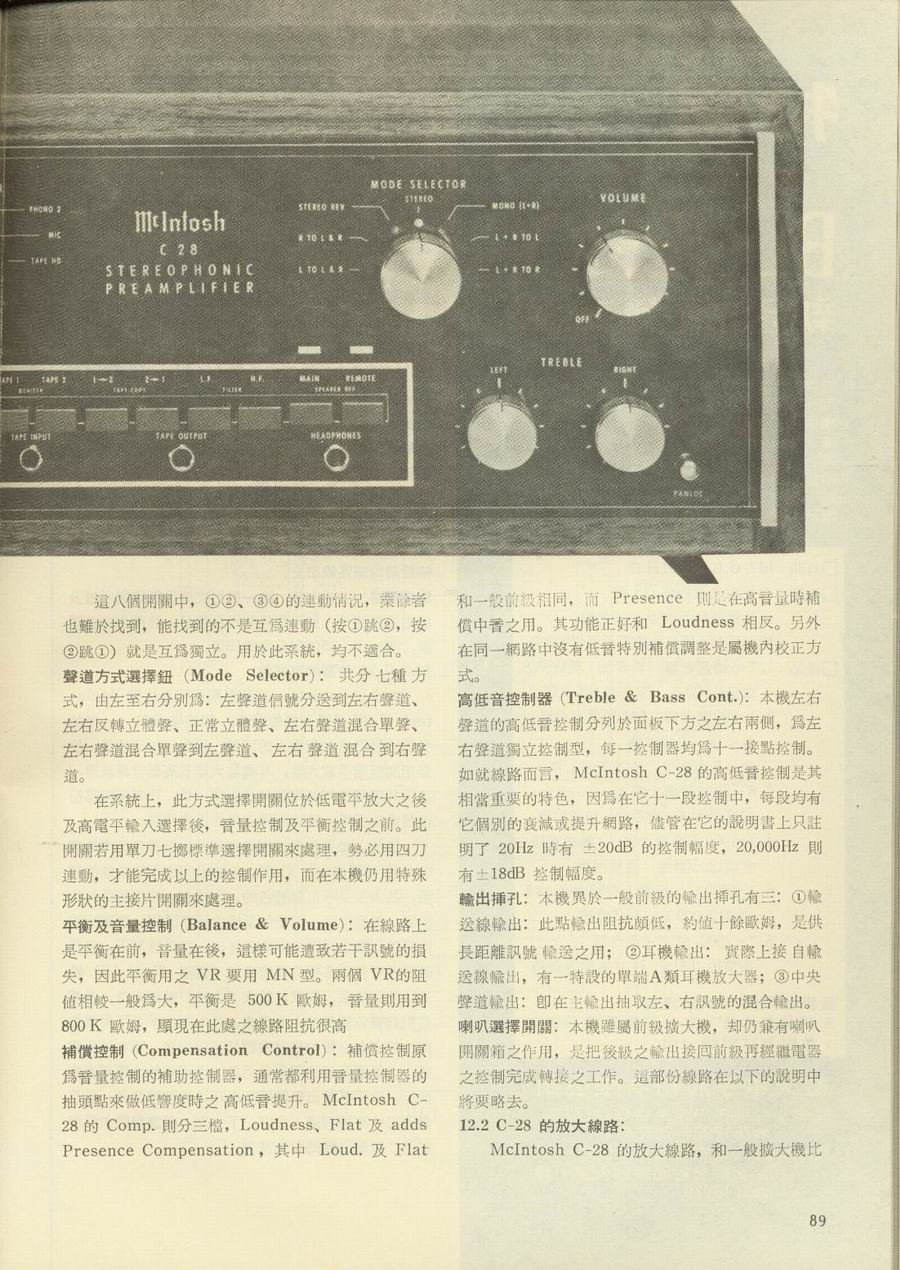 PHONO 2
MIC
TAPE HD
McIntosh
C 28
STEREOPHONIC
PREAMPLIFIER
MODE SELECTOR
STEREO
STEREO REV
MONO (L+R)
R TO L & R
L + R TO L
L TO L & R
L + R TO R
VOLUME
OFF
TAPE 2
1→2
2→1
L.F.
H.F.
MAIN
REMOTE
MONITOR
TAPE COPY
FILTER
SPEAKER OFF
TAPE INPUT
TAPE OUTPUT
HEADPHONES
TREBLE
LEFT
RIGHT
PANLOC
這八個開關中，①②、③④的連動情況，業餘者
也難於找到，能找到的不是互爲連動（按①跳②，按
②跳①）就是互爲獨立。用於此系統，均不適合。
聲道方式選擇鈕（Mode Selector）：共分七種方
式，由左至右分別爲：左聲道信號分送到左右聲道、
左右反轉立體聲、正常立體聲、左右聲道混合單聲、
左右聲道混合單聲到左聲道、左右聲道混合到右聲
道。
在系統上，此方式選擇開關位於低電平放大之後
及高電平輸入選擇後，音量控制及平衡控制之前。此
開關若用單刀七擲標準選擇開關來處理，勢必用四刀
連動，才能完成以上的控制作用，而在本機仍用特殊
形狀的主接片開關來處理。
平衡及音量控制（Balance & Volume）：在線路上
是平衡在前，音量在後，這樣可能遭致若干訊號的損
失，因此平衡用之 VR 要用 MN 型。兩個 VR的阻
值相較一般爲大，平衡是 500 K 歐姆，音量則用到
800 K 歐姆，顯現在此處之線路阻抗很高
補償控制（Compensation Control）：補償控制原
爲音量控制的補助控制器，通常都利用音量控制器的
抽頭點來做低響度時之高低音提升。McIntosh C-
28 的 Comp. 則分三檔，Loudness、Flat 及 adds
Presence Compensation，其中 Loud. 及 Flat
和一般前級相同，而 Presence 則是在高音量時補
償中音之用。其功能正好和 Loudness 相反。另外
在同一網路中沒有低音特別補償調整是屬機內校正方
式。
高低音控制器（Treble & Bass Cont.）：本機左右
聲道的高低音控制分列於面板下方之左右兩側，爲左
右聲道獨立控制型，每一控制器均爲十一接點控制。
如就線路而言，McIntosh C-28 的高低音控制是其
相當重要的特色，因爲在它十一段控制中，每段均有
它個別的衰減或提升網路，儘管在它的說明書上只註
明了 20Hz 時有 ±20dB 的控制幅度，20,000Hz 則
有±18dB 控制幅度。
輸出挿孔：本機異於一般前級的輸出挿孔有三：①輸
送線輸出：此點輸出阻抗頗低，約值十餘歐姆，是供
長距離訊號輸送之用；②耳機輸出：實際上接自輸
送線輸出，有一特設的單端A類耳機放大器；③中央
聲道輸出：卽在主輸出抽取左、右訊號的混合輸出。
喇叭選擇開關：本機雖屬前級擴大機，却仍兼有喇叭
開關箱之作用，是把後級之輸出接回前級再經繼電器
之控制完成轉接之工作。這部份線路在以下的說明中
將要略去。
12.2 C-28 的放大線路：
McIntosh C-28 的放大線路，和一般擴大機比
89